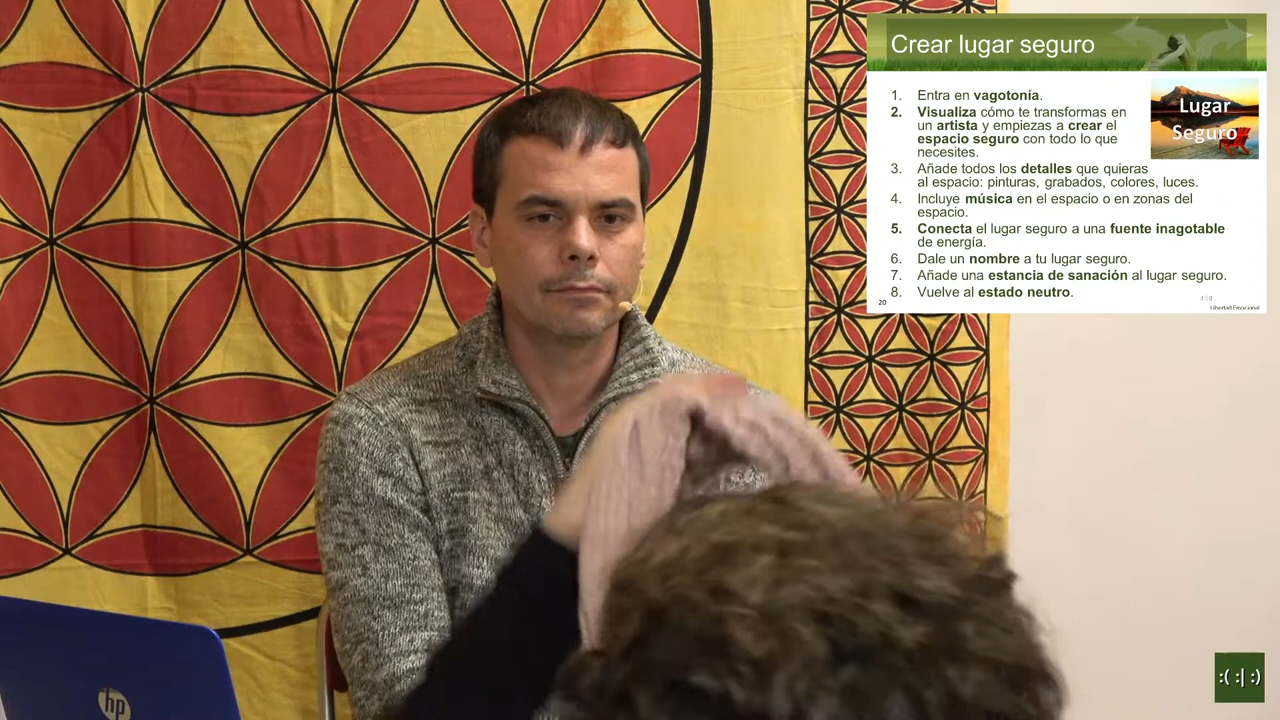 Crear lugar seguro
1. Entra en vagotonía.
2. Visualiza cómo te transformas en
un artista y empiezas a crear el
espacio seguro con todo lo que
necesites.
3. Añade todos los detalles que quieras
al espacio: pinturas, grabados, colores, luces.
4. Incluye música en el espacio o en zonas del
espacio.
5. Conecta el lugar seguro a una fuente inagotable
de energía.
6. Dale un nombre a tu lugar seguro.
7. Añade una estancia de sanación al lugar seguro.
8. Vuelve al estado neutro.
Lugar
Seguro
20
Libertad Emocional
hp
:( :| :)